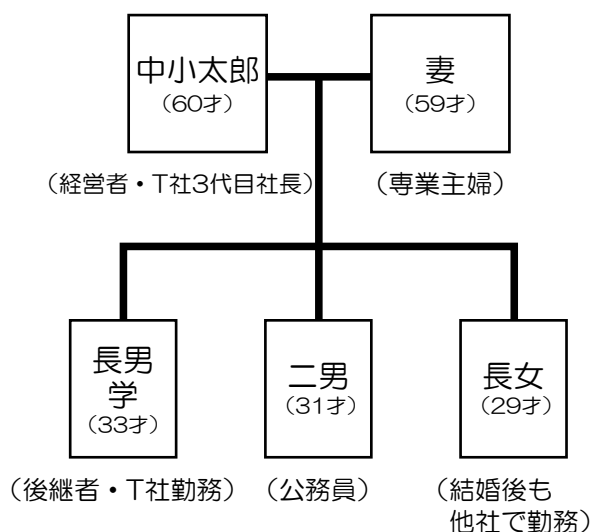 中小太郎
（60才）
妻
（59才）
（経営者・T社3代目社長）
（専業主婦）
長男
学
（33才）
二男
（31才）
長女
（29才）
（後継者・T社勤務）
（公務員）
（結婚後も
他社で勤務）